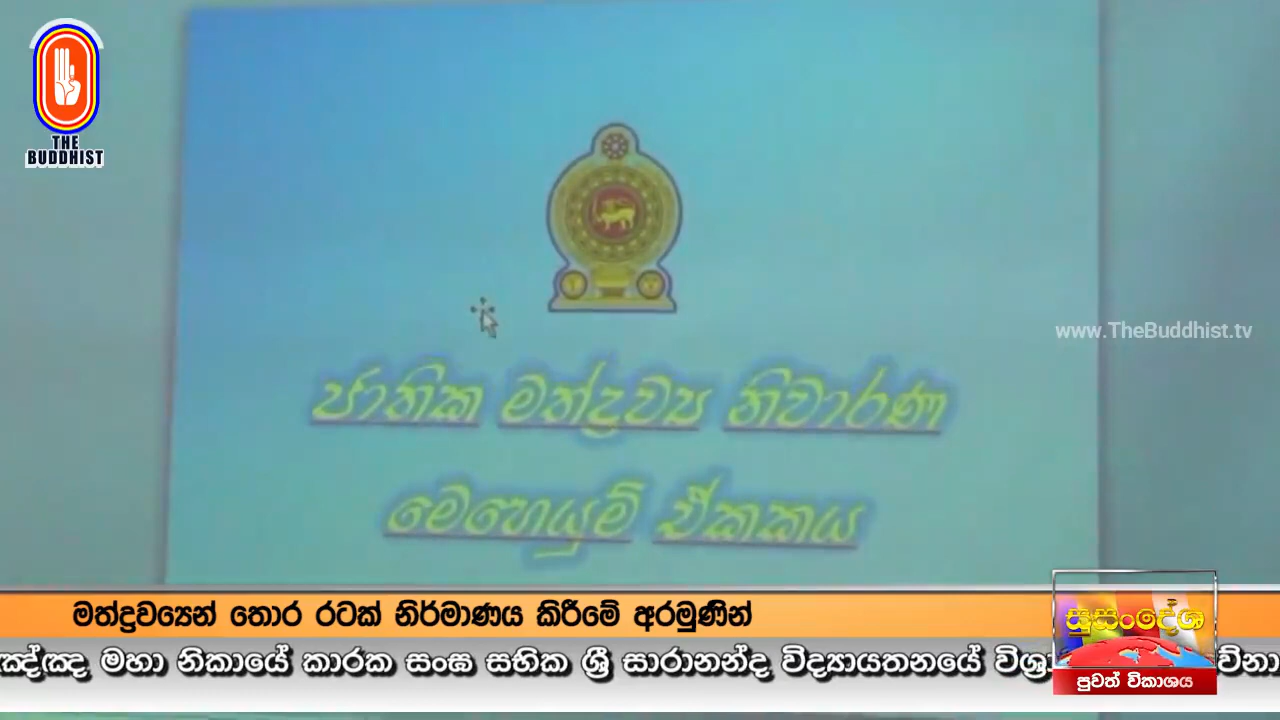 THE
BUDDHIST
www.TheBuddhist.tv
ජාතික මත්ද්‍රව්‍ය නිවාරණ
මෙහෙයුම් ඒකකය
මත්ද්‍රව්‍යෙන් තොර රටක් නිර්මාණය කිරීමේ අරමුණින්
සුසංදේශ
මහා නිකායේ කාරක සංඝ සභික ශ්‍රී සාරානන්ද විද්‍යායතනයේ
පුවත් විකාශය